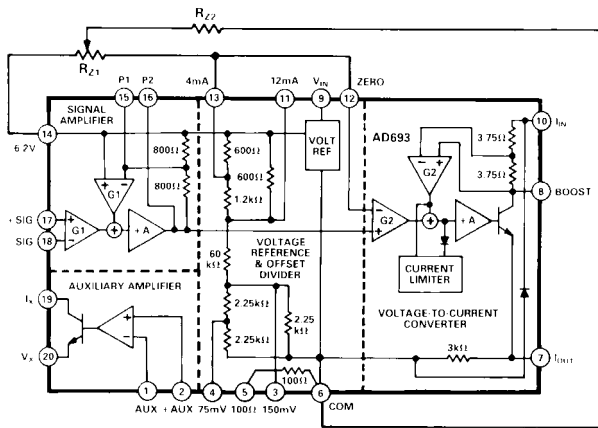 RZ2
RZ1
P1 P2 4mA 12mA VIN ZERO
15 16 13 11 9 12
SIGNAL
AMPLIFIER
14
6.2V
800Ω
800Ω
600Ω
600Ω
1.2kΩ
VOLT
REF
AD693
10 IIN
3.75Ω
3.75Ω
+ -
G1
- +
G2
8 BOOST
+SIG 17
SIG 18
+
-
G1
+
+A
-
+
G2
+
+A
60
kΩ
VOLTAGE
REFERENCE
& OFFSET
DIVIDER
CURRENT
LIMITER
AUXILIARY AMPLIFIER
VOLTAGE-TO-CURRENT
CONVERTER
IX 19
2.25kΩ
2.25kΩ
2.25
kΩ
+
-
VX 20
3kΩ
7 IOUT
100Ω
1 2 4 5 3 6
AUX + AUX 75mV 100Ω 150mV COM